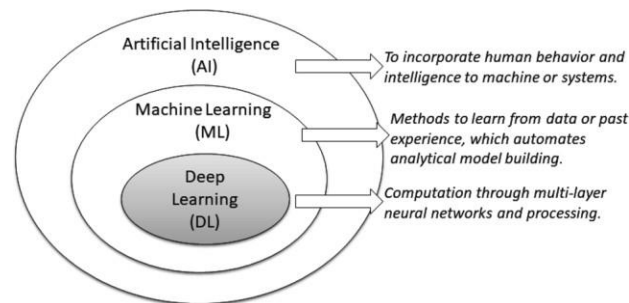 Artificial Intelligence
(AI)
To incorporate human behavior and
intelligence to machine or systems.
Machine Learning
(ML)
Methods to learn from data or past
experience, which automates
analytical model building.
Deep
Learning
(DL)
Computation through multi-layer
neural networks and processing.